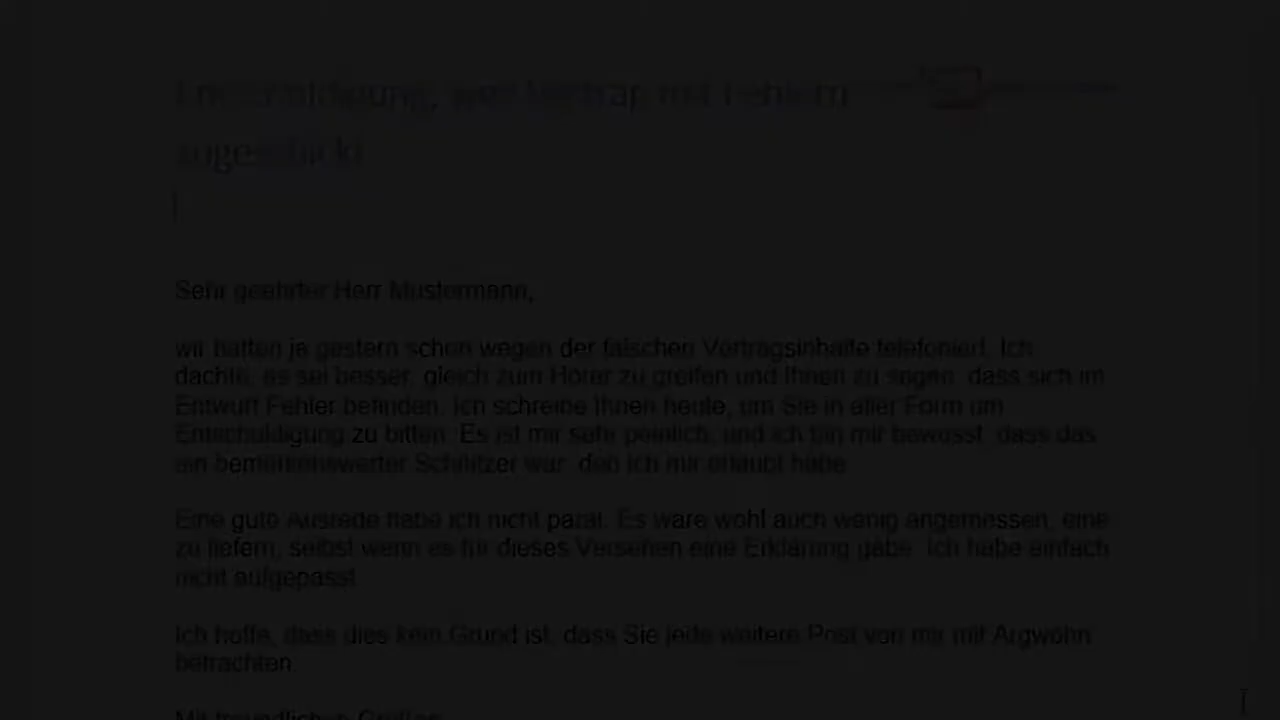 Entschuldigung, weil Vertrag mit Fehlern
zugeschickt
Sehr geehrter Herr Mustermann,
wir hatten ja gestern schon wegen der falschen Vertragsinhalte telefoniert. Ich
dachte, es sei besser, gleich zum Hörer zu greifen und Ihnen zu sagen, dass sich im
Entwurf Fehler befinden. Ich schreibe Ihnen heute, um Sie in aller Form um
Entschuldigung zu bitten. Es ist mir sehr peinlich, und ich bin mir bewusst, dass das
ein bemerkenswerter Schnitzer war, den ich mir erlaubt habe.
Eine gute Ausrede habe ich nicht parat. Es wäre wohl auch wenig angemessen, eine
zu liefern, selbst wenn es für dieses Versehen eine Erklärung gäbe. Ich habe einfach
nicht aufgepasst.
Ich hoffe, dass dies kein Grund ist, dass Sie jede weitere Post von mir mit Argwohn
betrachten.
Mit freundlichen Grüßen